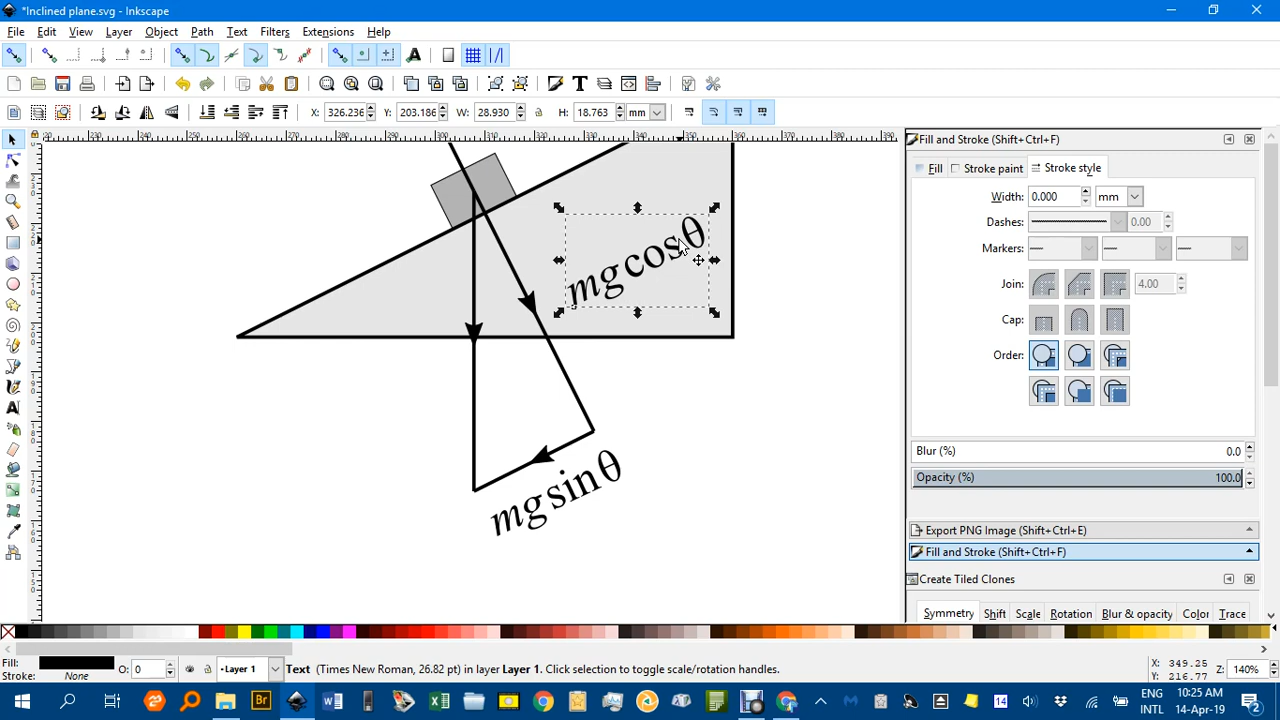 *Inclined plane.svg - Inkscape
File Edit View Layer Object Path Text Filters Extensions Help
X: 326.236 Y: 203.186 W: 28.930 H: 18.763 mm
Fill and Stroke (Shift+Ctrl+F)
Fill Stroke paint Stroke style
Width: 0.000 mm
Dashes: 0.00
Markers:
Join: 4.00
Cap:
Order:
mg cosθ
mg sinθ
Blur (%) 0.0
Opacity (%) 100.0
Export PNG Image (Shift+Ctrl+E)
Fill and Stroke (Shift+Ctrl+F)
Create Tiled Clones
Symmetry Shift Scale Rotation Blur & opacity Color Trace
Fill:
Stroke: None
O: 0
Layer 1
Text (Times New Roman, 26.82 pt) in layer Layer 1. Click selection to toggle scale/rotation handles.
X: 349.25
Y: 216.77
Z: 140%
ENG
INTL
10:25 AM
14-Apr-19